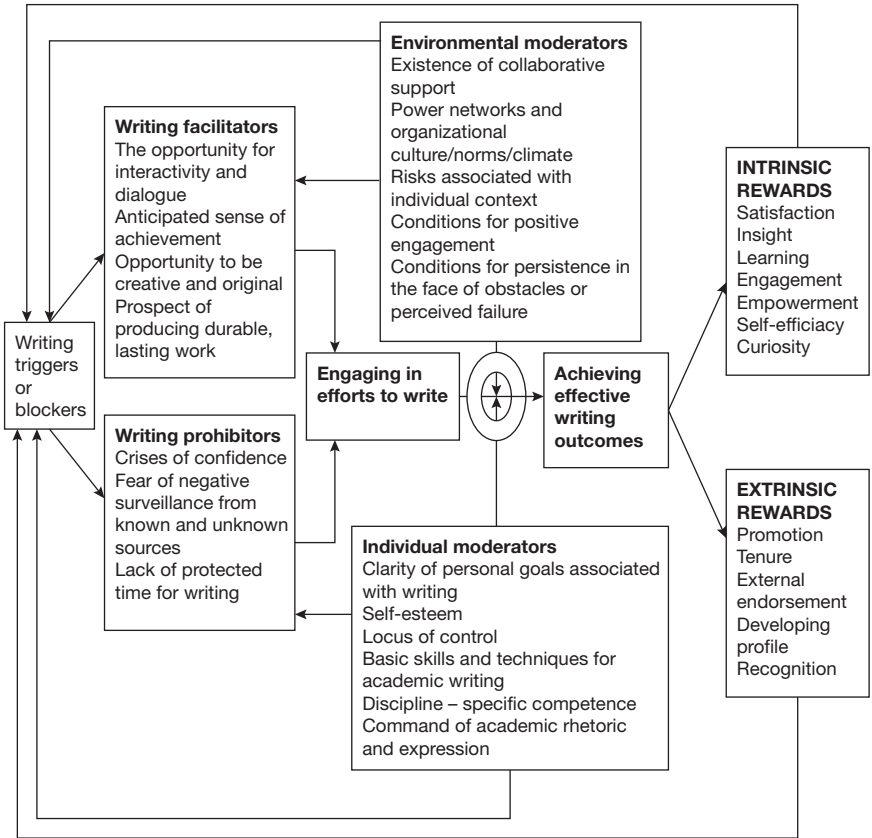 Writing
triggers
or
blockers
Writing facilitators
The opportunity for
interactivity and
dialogue
Anticipated sense of
achievement
Opportunity to be
creative and original
Prospect of
producing durable,
lasting work
Writing prohibitors
Crises of confidence
Fear of negative
surveillance from
known and unknown
sources
Lack of protected
time for writing
Environmental moderators
Existence of collaborative
support
Power networks and
organizational
culture/norms/climate
Risks associated with
individual context
Conditions for positive
engagement
Conditions for persistence in
the face of obstacles or
perceived failure
Engaging in
efforts to write
Individual moderators
Clarity of personal goals associated
with writing
Self-esteem
Locus of control
Basic skills and techniques for
academic writing
Discipline – specific competence
Command of academic rhetoric
and expression
Achieving
effective
writing
outcomes
INTRINSIC
REWARDS
Satisfaction
Insight
Learning
Engagement
Empowerment
Self-efficiacy
Curiosity
EXTRINSIC
REWARDS
Promotion
Tenure
External
endorsement
Developing
profile
Recognition